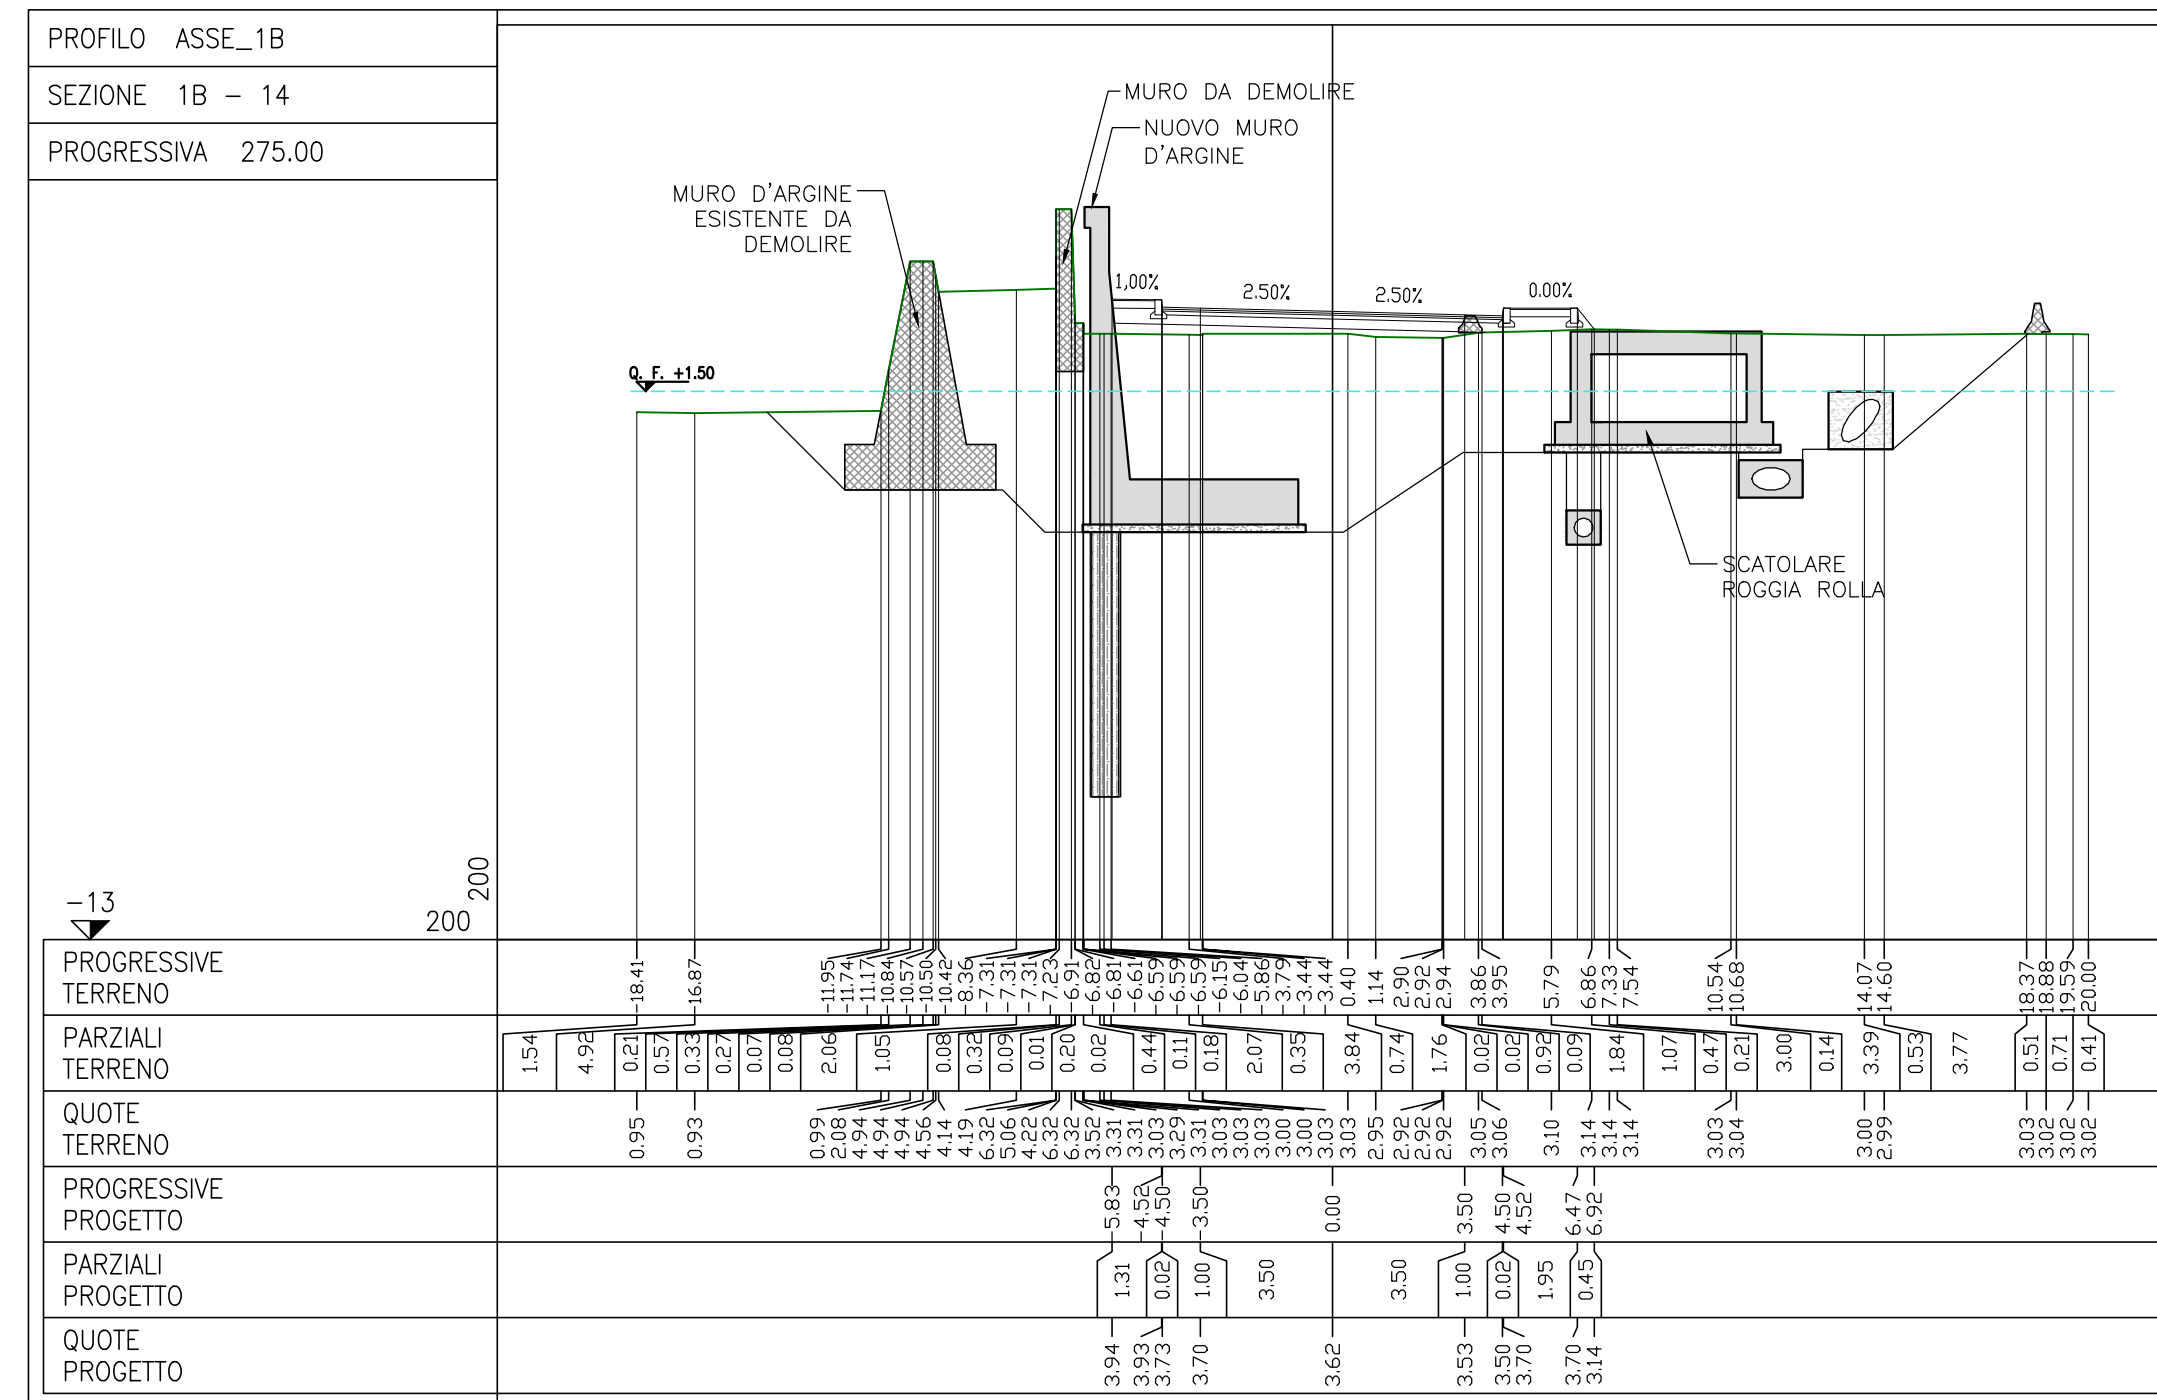 PROFILO ASSE_1B
SEZIONE 1B - 14
PROGRESSIVA 275.00
MURO DA DEMOLIRE
NUOVO MURO
D'ARGINE
MURO D'ARGINE
ESISTENTE DA
DEMOLIRE
1,00%
2.50%
2.50%
0.00%
Q. F. +1.50
SCATOLARE
ROGGIA ROLLA
-13
200
200
PROGRESSIVE
TERRENO
-18.41 -16.87 -11.95 -11.74 -11.17 -10.84 -10.57 -10.50 -10.42 -8.36 -7.31 -7.31 -7.31 -7.23 -6.91 -6.82 -6.81 -6.61 -6.59 -6.59 -6.59 -6.15 -6.04 -5.86 -3.79 -3.44 -3.44 0.40 1.14 2.90 2.92 2.94 3.86 3.95 5.79 6.86 7.33 7.54 10.54 10.68 14.07 14.60 18.37 18.88 19.59 20.00
PARZIALI
TERRENO
1.54 4.92 0.21 0.57 0.33 0.27 0.07 0.08 2.06 1.05 0.08 0.32 0.09 0.01 0.20 0.02 0.44 0.11 0.18 2.07 0.35 3.84 0.74 1.76 0.02 0.02 0.92 0.09 1.84 1.07 0.47 0.21 3.00 0.14 3.39 0.53 3.77 0.51 0.71 0.41
QUOTE
TERRENO
0.95 0.93 0.99 2.08 4.94 4.94 4.94 4.56 4.14 4.19 6.32 5.06 4.22 6.32 6.32 3.52 3.31 3.31 3.03 3.29 3.31 3.03 3.03 3.03 3.00 3.00 3.03 3.03 2.95 2.92 2.92 2.92 3.05 3.06 3.10 3.14 3.14 3.14 3.03 3.04 3.00 2.99 3.03 3.02 3.02 3.02
PROGRESSIVE
PROGETTO
-5.83 -4.52 -4.50 -3.50 0.00 3.50 4.50 4.52 6.47 6.92
PARZIALI
PROGETTO
1.31 0.02 1.00 3.50 3.50 1.00 0.02 1.95 0.45
QUOTE
PROGETTO
3.94 3.93 3.73 3.70 3.62 3.53 3.50 3.70 3.70 3.14